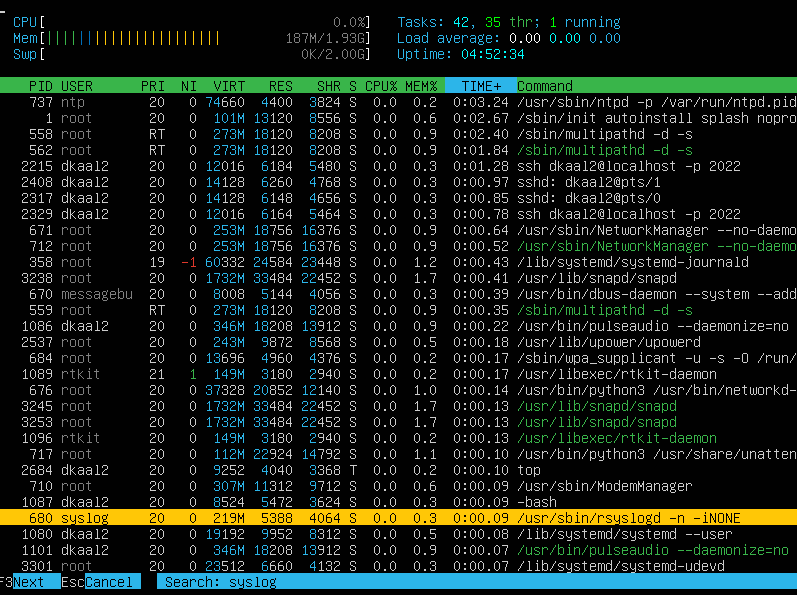 CPU[ 0.0%] Tasks: 42, 35 thr; 1 running
Mem[||||||||||||||||||||||| 187M/1.93G] Load average: 0.00 0.00 0.00
Swp[ 0K/2.00G] Uptime: 04:52:34
PID USER PRI NI VIRT RES SHR S CPU% MEM% TIME+ Command
737 ntp 20 0 74660 4400 3824 S 0.0 0.2 0:03.24 /usr/sbin/ntpd -p /var/run/ntpd.pid
1 root 20 0 101M 13120 8556 S 0.0 0.6 0:02.67 /sbin/init autoinstall splash nopro
558 root RT 0 273M 18120 8208 S 0.0 0.9 0:02.40 /sbin/multipathd -d -s
562 root RT 0 273M 18120 8208 S 0.0 0.9 0:01.84 /sbin/multipathd -d -s
2215 dkaal2 20 0 12016 6184 5480 S 0.0 0.3 0:01.28 ssh dkaal2@localhost -p 2022
2408 dkaal2 20 0 14128 6260 4768 S 0.0 0.3 0:00.97 sshd: dkaal2@pts/1
2317 dkaal2 20 0 14128 6148 4656 S 0.0 0.3 0:00.85 sshd: dkaal2@pts/0
2329 dkaal2 20 0 12016 6164 5464 S 0.0 0.3 0:00.78 ssh dkaal2@localhost -p 2022
671 root 20 0 253M 18756 16376 S 0.0 0.9 0:00.64 /usr/sbin/NetworkManager --no-daemo
712 root 20 0 253M 18756 16376 S 0.0 0.9 0:00.52 /usr/sbin/NetworkManager --no-daemo
358 root 19 -1 60332 24584 23448 S 0.0 1.2 0:00.43 /lib/systemd/systemd-journald
3238 root 20 0 1732M 33484 22452 S 0.0 1.7 0:00.41 /usr/lib/snapd/snapd
670 messagebu 20 0 8008 5144 4056 S 0.0 0.3 0:00.39 /usr/bin/dbus-daemon --system --add
559 root RT 0 273M 18120 8208 S 0.0 0.9 0:00.35 /sbin/multipathd -d -s
1086 dkaal2 20 0 346M 18208 13912 S 0.0 0.9 0:00.22 /usr/bin/pulseaudio --daemonize=no
2537 root 20 0 243M 9872 8568 S 0.0 0.5 0:00.18 /usr/lib/upower/upowerd
684 root 20 0 13696 4960 4376 S 0.0 0.2 0:00.17 /sbin/wpa_supplicant -u -s -O /run/
1089 rtkit 21 1 149M 3180 2940 S 0.0 0.2 0:00.17 /usr/libexec/rtkit-daemon
676 root 20 0 37328 20852 12140 S 0.0 1.0 0:00.14 /usr/bin/python3 /usr/bin/networkd-
3245 root 20 0 1732M 33484 22452 S 0.0 1.7 0:00.13 /usr/lib/snapd/snapd
3253 root 20 0 1732M 33484 22452 S 0.0 1.7 0:00.13 /usr/lib/snapd/snapd
1096 rtkit 20 0 149M 3180 2940 S 0.0 0.2 0:00.13 /usr/libexec/rtkit-daemon
717 root 20 0 112M 22924 14792 S 0.0 1.1 0:00.10 /usr/bin/python3 /usr/share/unatten
2684 dkaal2 20 0 9252 4040 3368 T 0.0 0.2 0:00.10 top
710 root 20 0 307M 11312 9712 S 0.0 0.6 0:00.09 /usr/sbin/ModemManager
1087 dkaal2 20 0 8524 5472 3624 S 0.0 0.3 0:00.09 -bash
680 syslog 20 0 219M 5388 4064 S 0.0 0.3 0:00.09 /usr/sbin/rsyslogd -n -iNONE
1080 dkaal2 20 0 19192 9952 8312 S 0.0 0.5 0:00.08 /lib/systemd/systemd --user
1101 dkaal2 20 0 346M 18208 13912 S 0.0 0.9 0:00.07 /usr/bin/pulseaudio --daemonize=no
392 root 20 0 23512 6660 4132 S 0.0 0.3 0:00.07 /lib/systemd/systemd-udevd
F3Next EscCancel Search: syslog